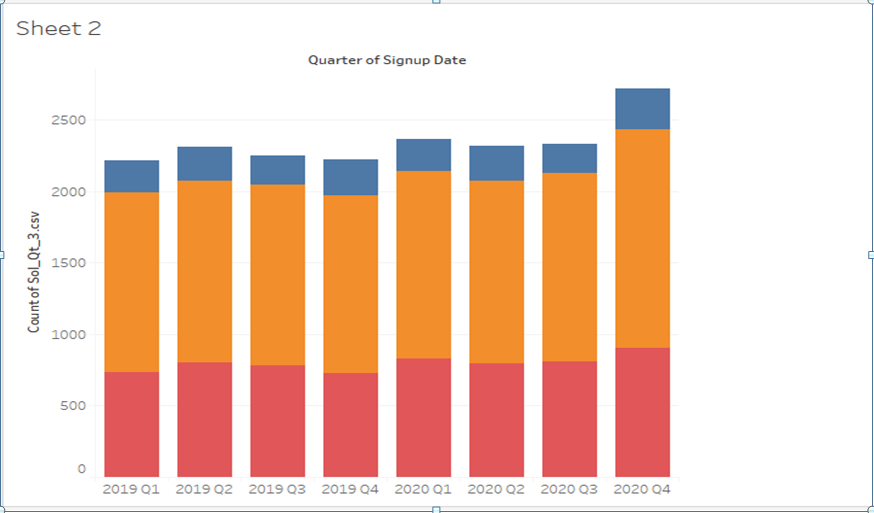 Sheet 2
Quarter of Signup Date
Count of Sol_Qt_3.csv
2500
2000
1500
1000
500
0
2019 Q1 2019 Q2 2019 Q3 2019 Q4 2020 Q1 2020 Q2 2020 Q3 2020 Q4